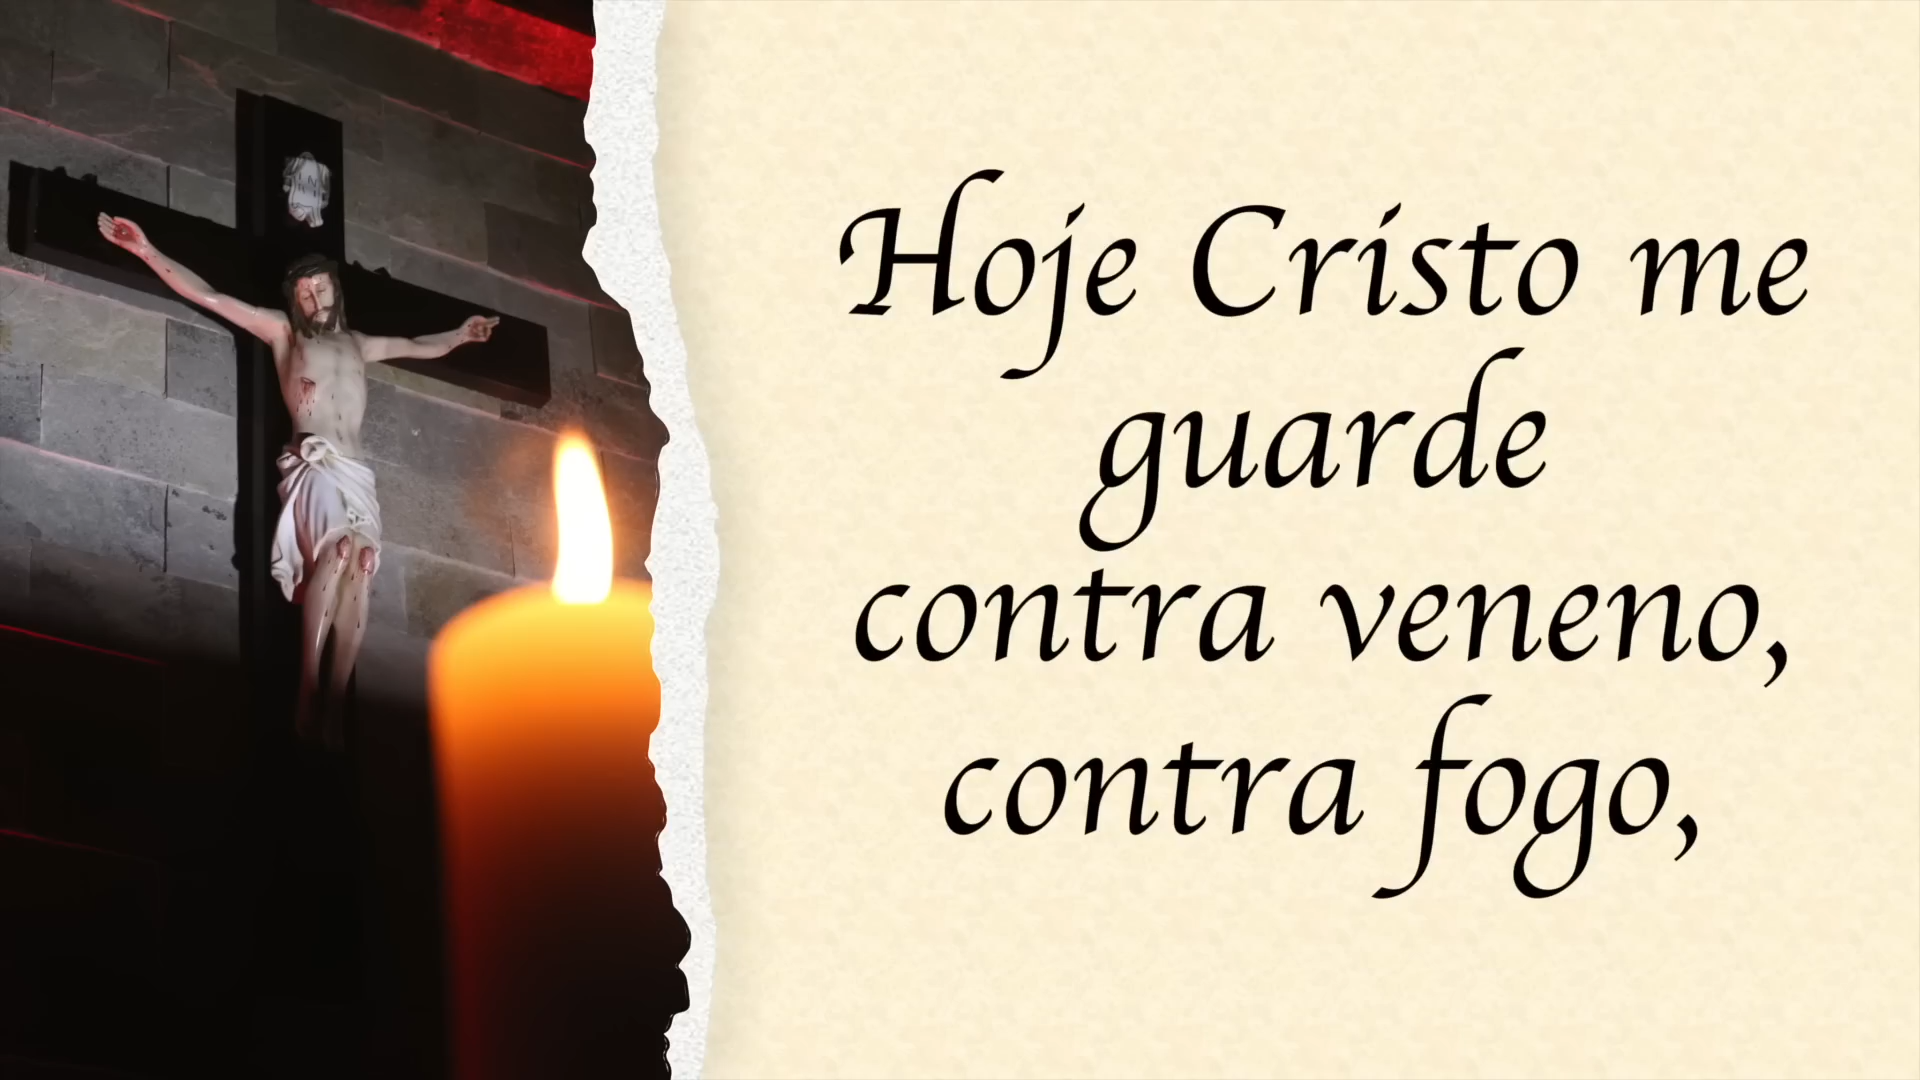 Hoje Cristo me
guarde
contra veneno,
contra fogo,